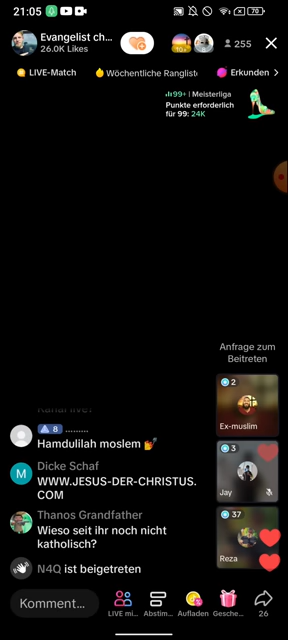 21:05
70
Evangelist ch...
26.0K Likes
10+
255
LIVE-Match
Wöchentliche Rangliste
Erkunden
99+ | Meisterliga
Punkte erforderlich
für 99: 24K
Anfrage zum
Beitreten
2
Ex-muslim
8 .........
Hamdulilah moslem
3
Jay
M
Dicke Schaf
WWW.JESUS-DER-CHRISTUS.
COM
Thanos Grandfather
Wieso seit ihr noch nicht
katholisch?
37
Reza
N4Q ist beigetreten
Komment...
LIVE mi...
Abstim...
Aufladen
Gesche...
26